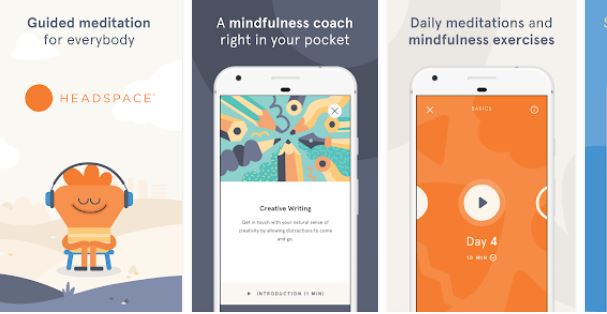 Guided meditation
for everybody
HEADSPACE
A mindfulness coach
right in your pocket
Creative Writing
Get in touch with your natural sense of
creativity by allowing distractions to come
and go.
INTRODUCTION (1 MIN)
Daily meditations and
mindfulness exercises
BASICS
Day 4
10 MIN
S